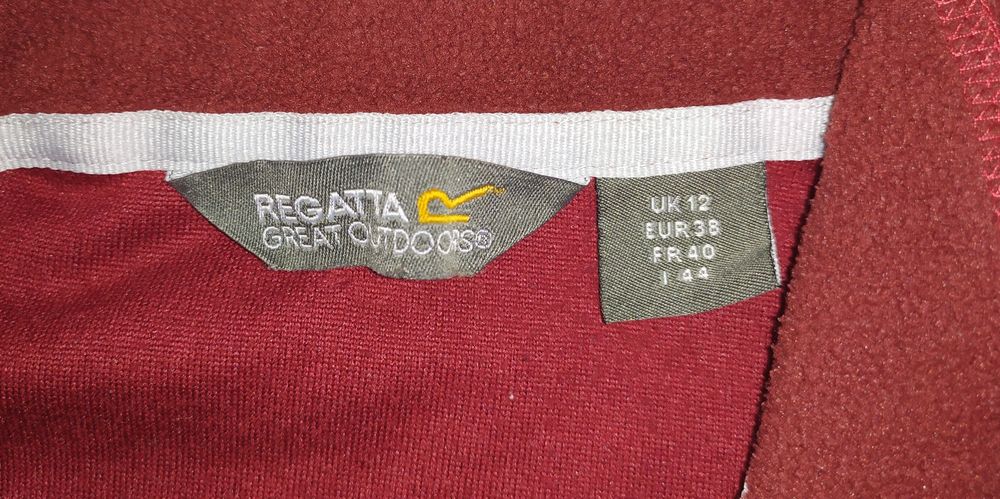 REGATTA
GREAT OUTDOORS®
UK 12
EUR 38
FR 40
I 44